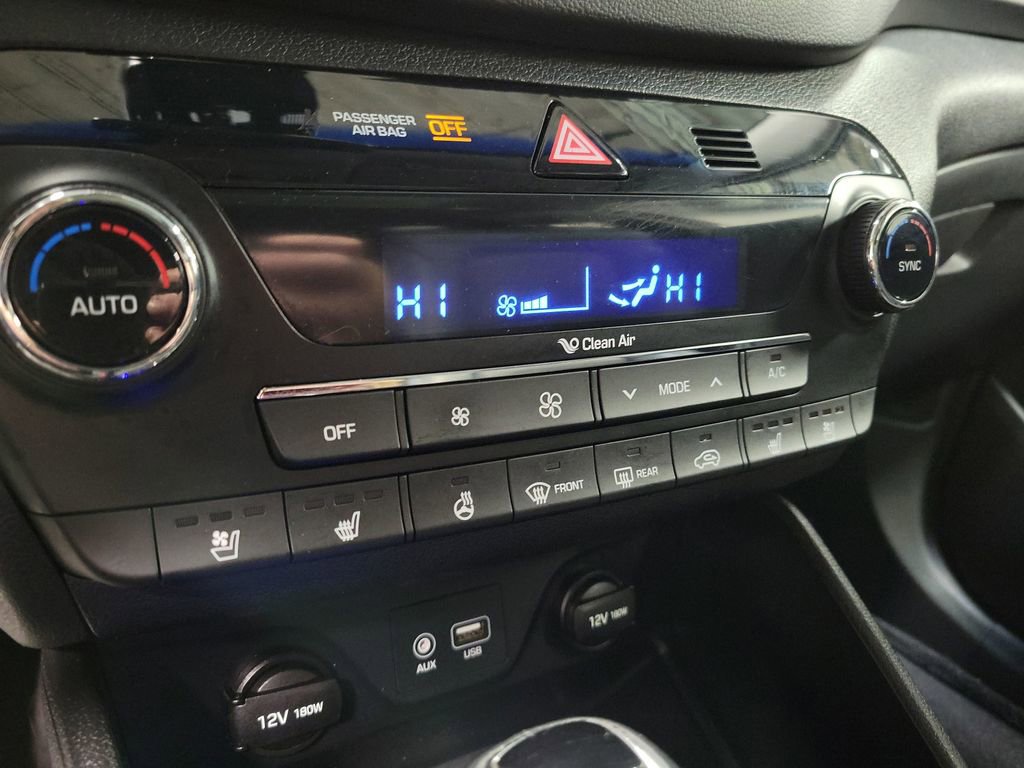 PASSENGER
AIR BAG OFF
HI HI
AUTO
SYNC
Clean Air
OFF
MODE
A/C
FRONT
REAR
AUX
USB
12V 180W
12V 180W